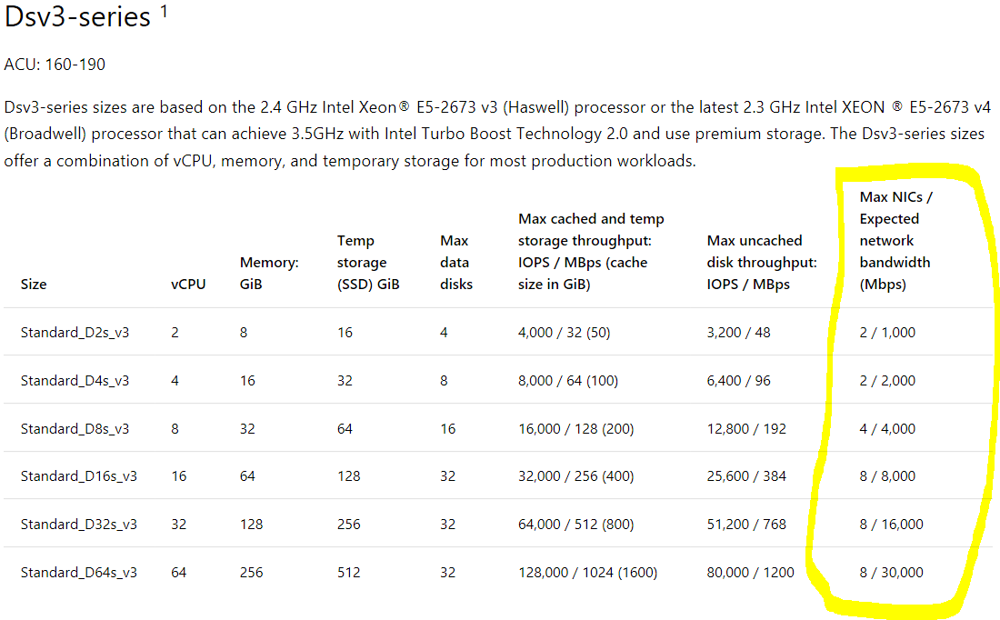 Dsv3-series 1
ACU: 160-190
Dsv3-series sizes are based on the 2.4 GHz Intel Xeon® E5-2673 v3 (Haswell) processor or the latest 2.3 GHz Intel XEON ® E5-2673 v4
(Broadwell) processor that can achieve 3.5GHz with Intel Turbo Boost Technology 2.0 and use premium storage. The Dsv3-series sizes
offer a combination of vCPU, memory, and temporary storage for most production workloads.
Size vCPU Memory: GiB Temp storage (SSD) GiB Max data disks Max cached and temp storage throughput: IOPS / MBps (cache size in GiB) Max uncached disk throughput: IOPS / MBps Max NICs / Expected network bandwidth (Mbps)
Standard_D2s_v3 2 8 16 4 4,000 / 32 (50) 3,200 / 48 2 / 1,000
Standard_D4s_v3 4 16 32 8 8,000 / 64 (100) 6,400 / 96 2 / 2,000
Standard_D8s_v3 8 32 64 16 16,000 / 128 (200) 12,800 / 192 4 / 4,000
Standard_D16s_v3 16 64 128 32 32,000 / 256 (400) 25,600 / 384 8 / 8,000
Standard_D32s_v3 32 128 256 32 64,000 / 512 (800) 51,200 / 768 8 / 16,000
Standard_D64s_v3 64 256 512 32 128,000 / 1024 (1600) 80,000 / 1200 8 / 30,000